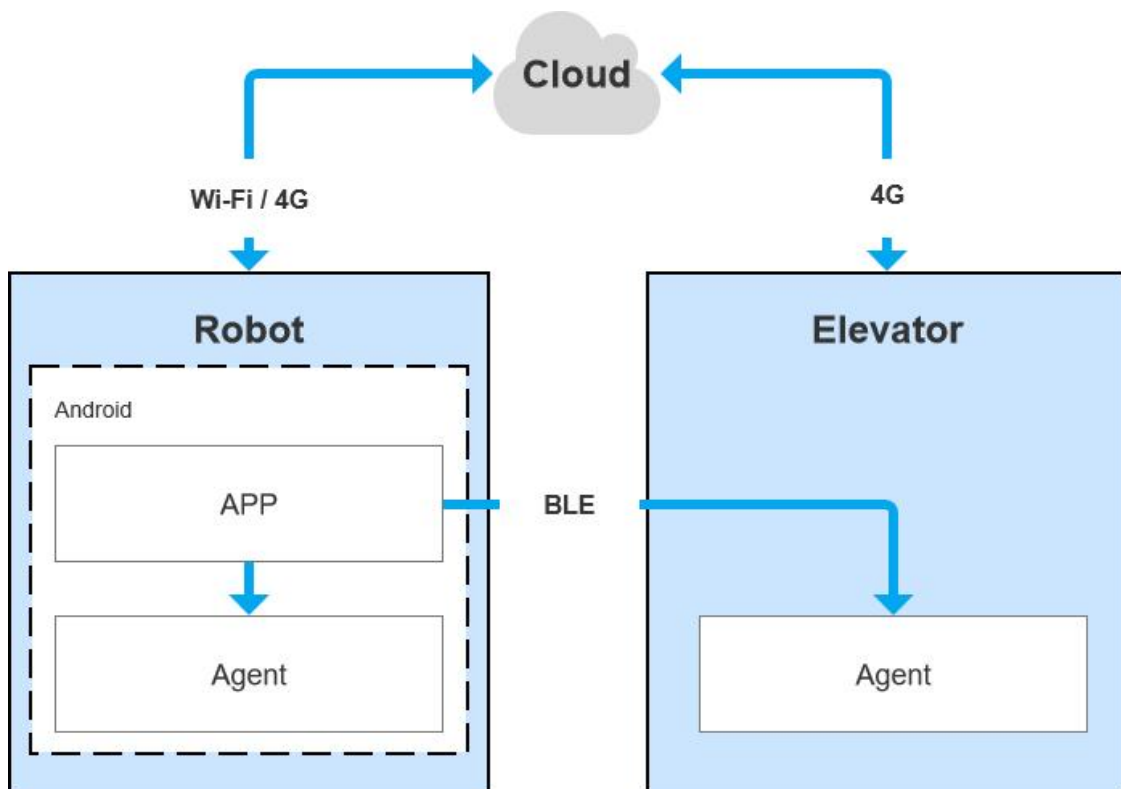 Cloud
Wi-Fi / 4G
4G
Robot
Elevator
Android
APP
BLE
Agent
Agent